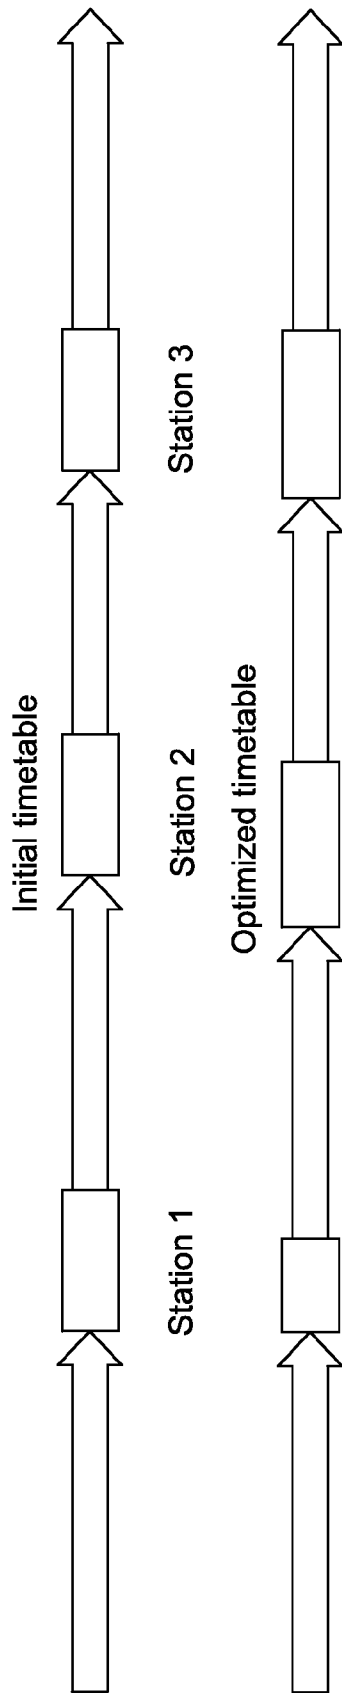 Initial timetable
Station 1
Station 2
Station 3
Optimized timetable